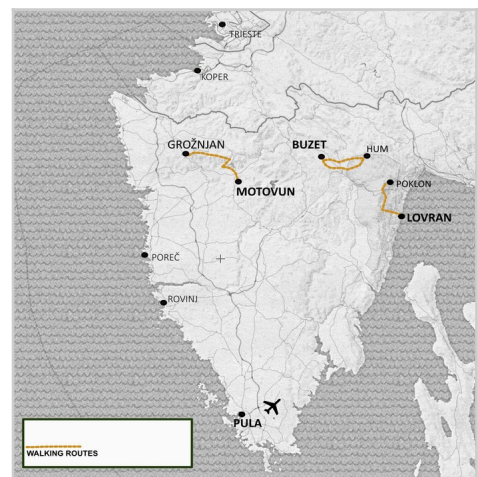 TRIESTE
KOPER
GROŽNJAN
BUZET
HUM
MOTOVUN
POKLON
LOVRAN
POREČ
ROVINJ
PULA
WALKING ROUTES